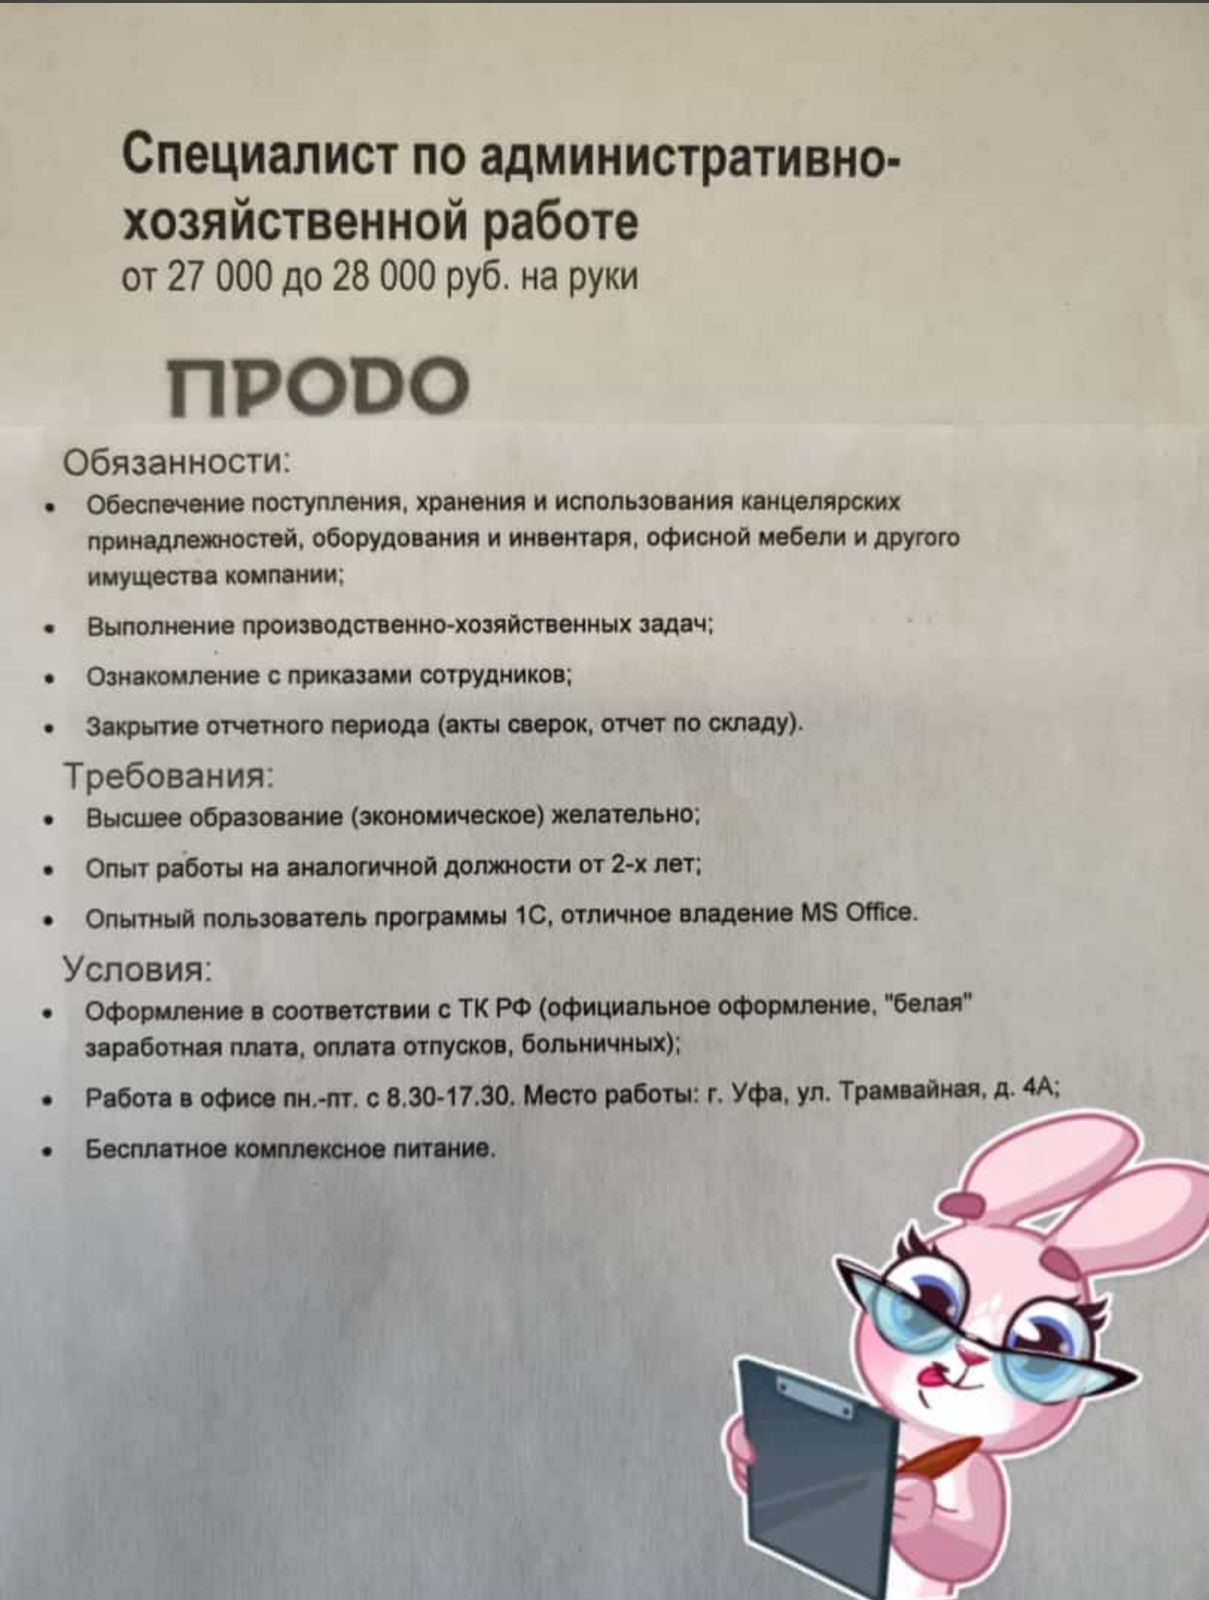 Специалист по административно-
хозяйственной работе
от 27 000 до 28 000 руб. на руки
ПРОDО
Обязанности:
• Обеспечение поступления, хранения и использования канцелярских
принадлежностей, оборудования и инвентаря, офисной мебели и другого
имущества компании;
• Выполнение производственно-хозяйственных задач;
• Ознакомление с приказами сотрудников;
• Закрытие отчетного периода (акты сверок, отчет по складу).
Требования:
• Высшее образование (экономическое) желательно;
• Опыт работы на аналогичной должности от 2-х лет;
• Опытный пользователь программы 1С, отличное владение MS Office.
Условия:
• Оформление в соответствии с ТК РФ (официальное оформление, "белая"
заработная плата, оплата отпусков, больничных);
• Работа в офисе пн.-пт. с 8.30-17.30. Место работы: г. Уфа, ул. Трамвайная, д. 4А;
• Бесплатное комплексное питание.